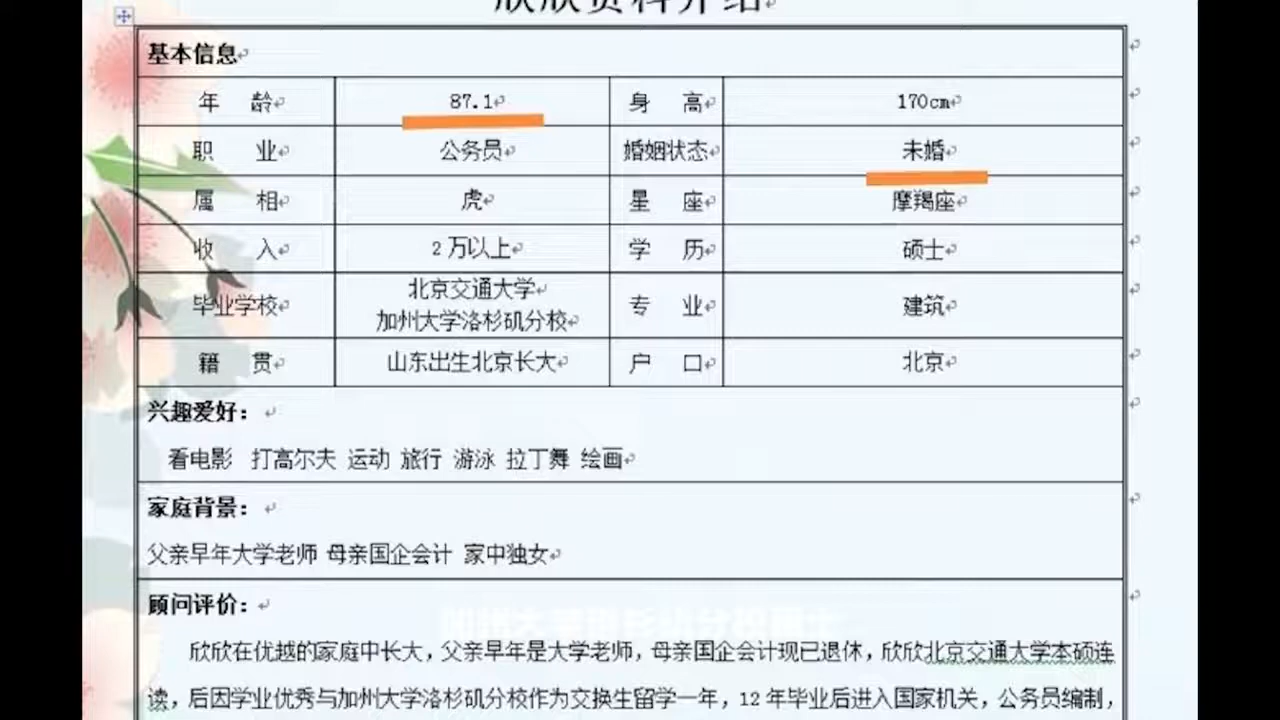 欣欣资料介绍
基本信息
年 龄 87.1 身 高 170cm
职 业 公务员 婚姻状态 未婚
属 相 虎 星 座 摩羯座
收 入 2万以上 学 历 硕士
毕业学校 北京交通大学 专 业 建筑
加州大学洛杉矶分校
籍 贯 山东出生北京长大 户 口 北京
兴趣爱好：
看电影 打高尔夫 运动 旅行 游泳 拉丁舞 绘画
家庭背景：
父亲早年大学老师 母亲国企会计 家中独女
顾问评价：
欣欣在优越的家庭中长大，父亲早年是大学老师，母亲国企会计现已退休，欣欣北京交通大学本硕连
读，后因学业优秀与加州大学洛杉矶分校作为交换生留学一年，12年毕业后进入国家机关，公务员编制，